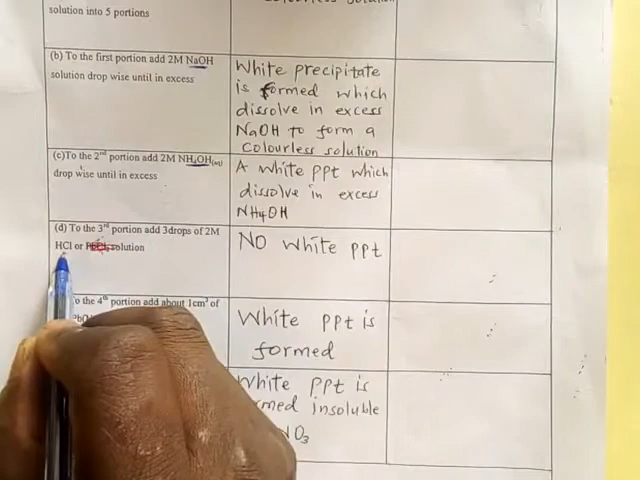 solution into 5 portions
(b) To the first portion add 2M NaOH
solution drop wise until in excess
White precipitate
is formed which
dissolve in excess
NaOH to form a
Colourless solution
(c)To the 2nd portion add 2M NH4OH(aq)
drop wise until in excess
A white ppt which
dissolve in excess
NH4OH
(d) To the 3rd portion add 3drops of 2M
HCl or solution
NO white ppt
o the 4th portion add about 1cm3 of
White ppt is
formed
White ppt is
med insoluble
NO3